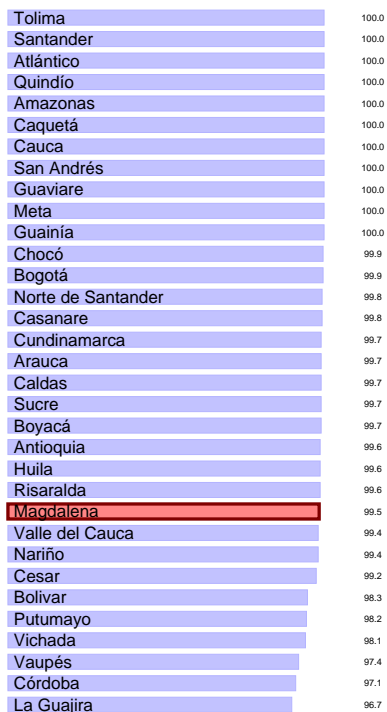 Tolima 100.0
Santander 100.0
Atlántico 100.0
Quindío 100.0
Amazonas 100.0
Caquetá 100.0
Cauca 100.0
San Andrés 100.0
Guaviare 100.0
Meta 100.0
Guainía 100.0
Chocó 99.9
Bogotá 99.9
Norte de Santander 99.8
Casanare 99.8
Cundinamarca 99.7
Arauca 99.7
Caldas 99.7
Sucre 99.7
Boyacá 99.7
Antioquia 99.6
Huila 99.6
Risaralda 99.6
Magdalena 99.5
Valle del Cauca 99.4
Nariño 99.4
Cesar 99.2
Bolivar 98.3
Putumayo 98.2
Vichada 98.1
Vaupés 97.4
Córdoba 97.1
La Guajira 96.7